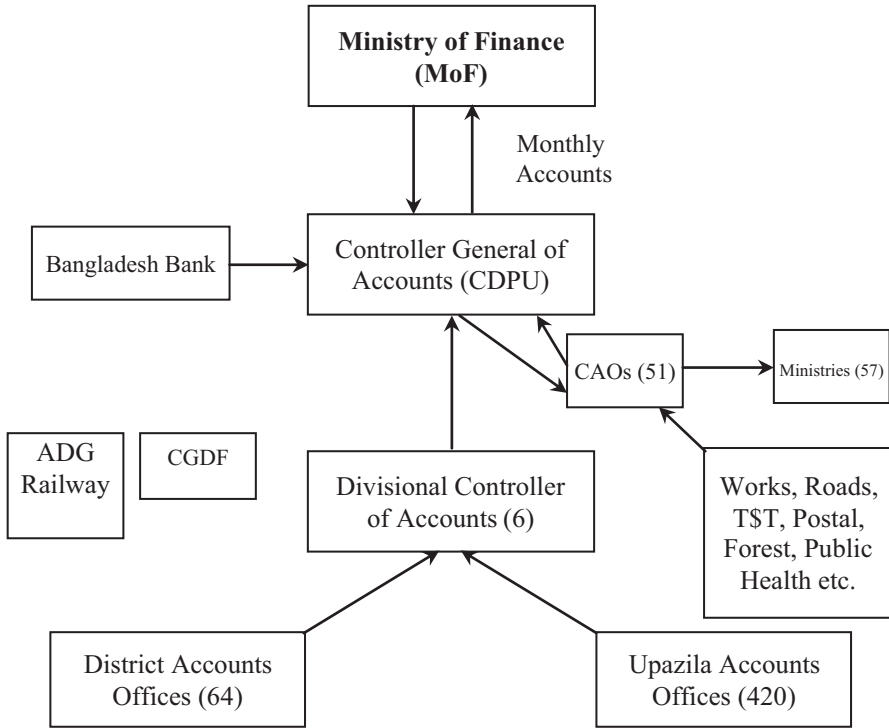 Ministry of Finance
(MoF)
Monthly
Accounts
Bangladesh Bank
Controller General of
Accounts (CDPU)
CAOs (51)
Ministries (57)
ADG
Railway
CGDF
Divisional Controller
of Accounts (6)
Works, Roads,
T$T, Postal,
Forest, Public
Health etc.
District Accounts
Offices (64)
Upazila Accounts
Offices (420)